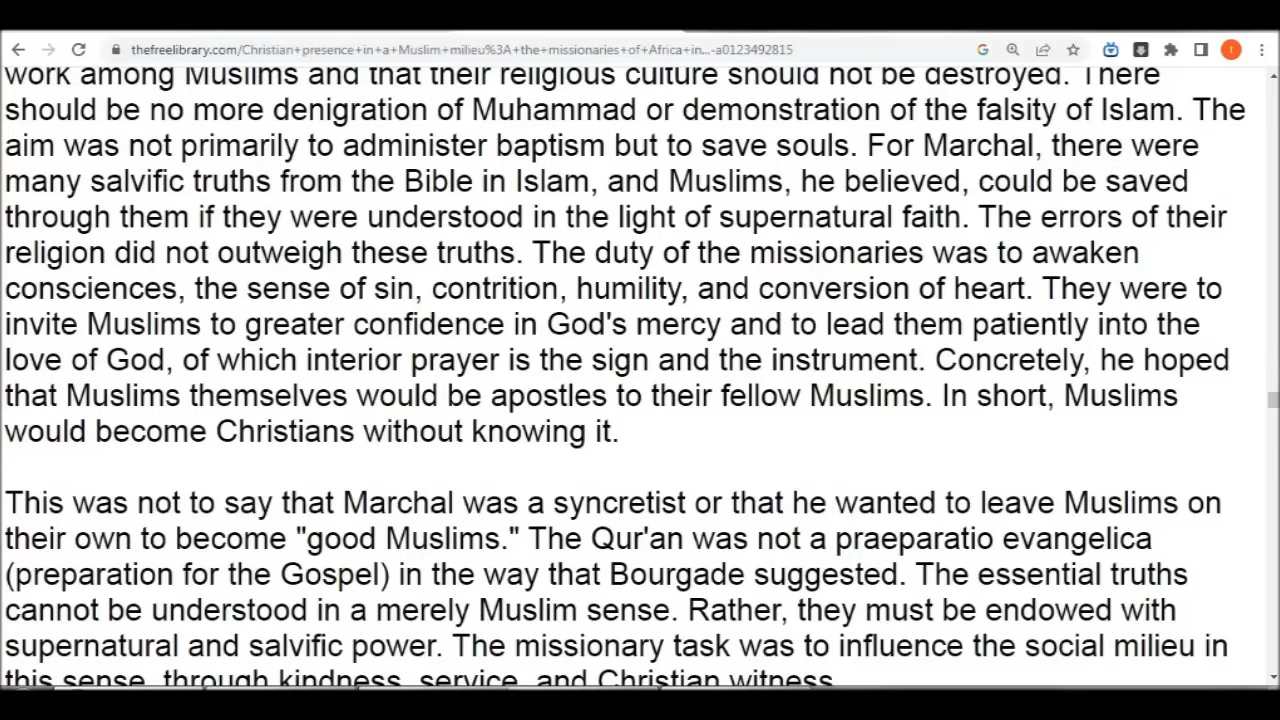 thefreelibrary.com/Christian+presence+in+a+Muslim+milieu%3A+the+missionaries+of+Africa+in...-a0123492815
work among Muslims and that their religious culture should not be destroyed. There
should be no more denigration of Muhammad or demonstration of the falsity of Islam. The
aim was not primarily to administer baptism but to save souls. For Marchal, there were
many salvific truths from the Bible in Islam, and Muslims, he believed, could be saved
through them if they were understood in the light of supernatural faith. The errors of their
religion did not outweigh these truths. The duty of the missionaries was to awaken
consciences, the sense of sin, contrition, humility, and conversion of heart. They were to
invite Muslims to greater confidence in God's mercy and to lead them patiently into the
love of God, of which interior prayer is the sign and the instrument. Concretely, he hoped
that Muslims themselves would be apostles to their fellow Muslims. In short, Muslims
would become Christians without knowing it.
This was not to say that Marchal was a syncretist or that he wanted to leave Muslims on
their own to become "good Muslims." The Qur'an was not a praeparatio evangelica
(preparation for the Gospel) in the way that Bourgade suggested. The essential truths
cannot be understood in a merely Muslim sense. Rather, they must be endowed with
supernatural and salvific power. The missionary task was to influence the social milieu in
this sense, through kindness, service, and Christian witness.